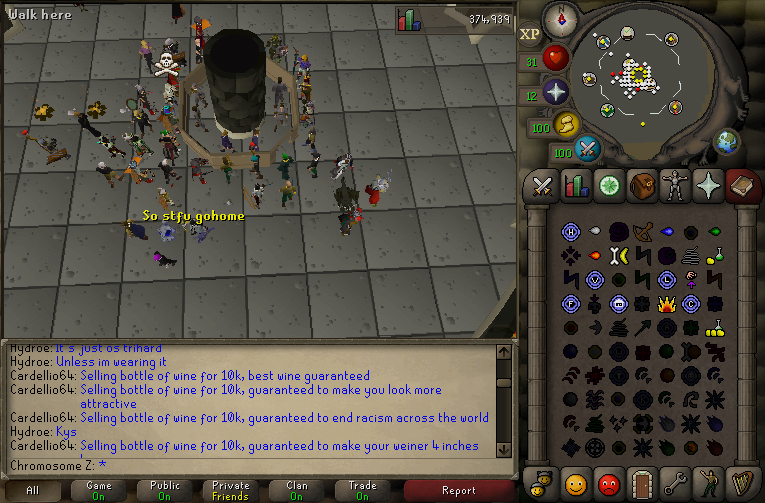 Walk here
374,939
XP
31
12
100
100
So stfu gohome
Hydroe: It's just os trihard
Hydroe: Unless im wearing it
Cardellio64: Selling bottle of wine for 10k, best wine guaranteed
Cardellio64: Selling bottle of wine for 10k, guaranteed to make you look more
attractive
Cardellio64: Selling bottle of wine for 10k, guaranteed to end racism across the world
Hydroe: Kys
Cardellio64: Selling bottle of wine for 10k, guaranteed to make your weiner 4 inches
Chromosome Z: *
All
Game
On
Public
On
Private
Friends
Clan
On
Trade
On
Report
H
V
L
F
C